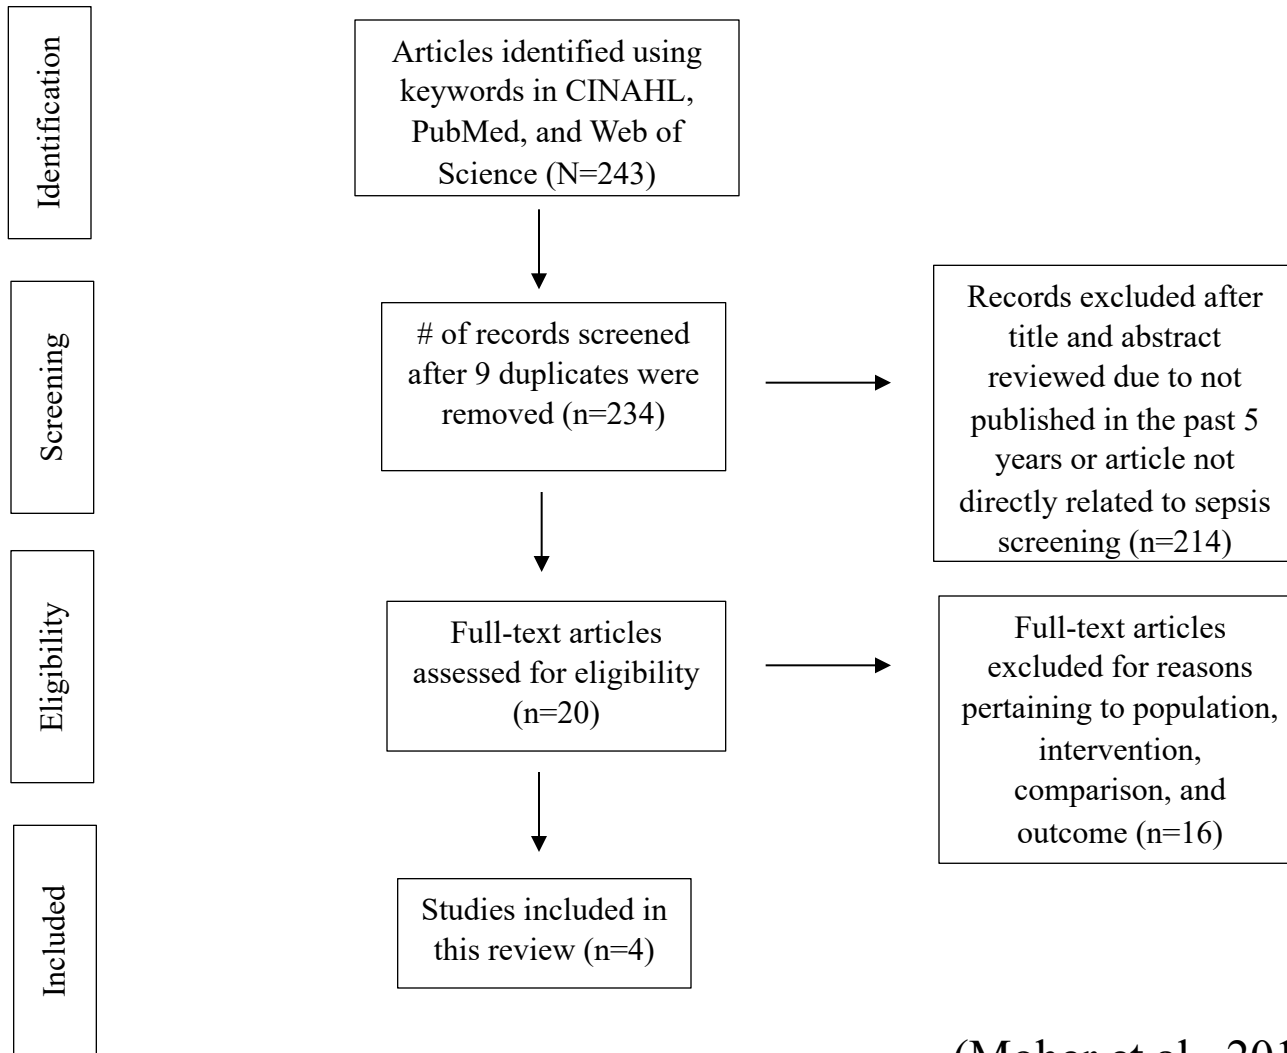 Identification
Articles identified using
keywords in CINAHL,
PubMed, and Web of
Science (N=243)
Screening
# of records screened
after 9 duplicates were
removed (n=234)
Records excluded after
title and abstract
reviewed due to not
published in the past 5
years or article not
directly related to sepsis
screening (n=214)
Eligibility
Full-text articles
assessed for eligibility
(n=20)
Full-text articles
excluded for reasons
pertaining to population,
intervention,
comparison, and
outcome (n=16)
Included
Studies included in
this review (n=4)
et al., 201